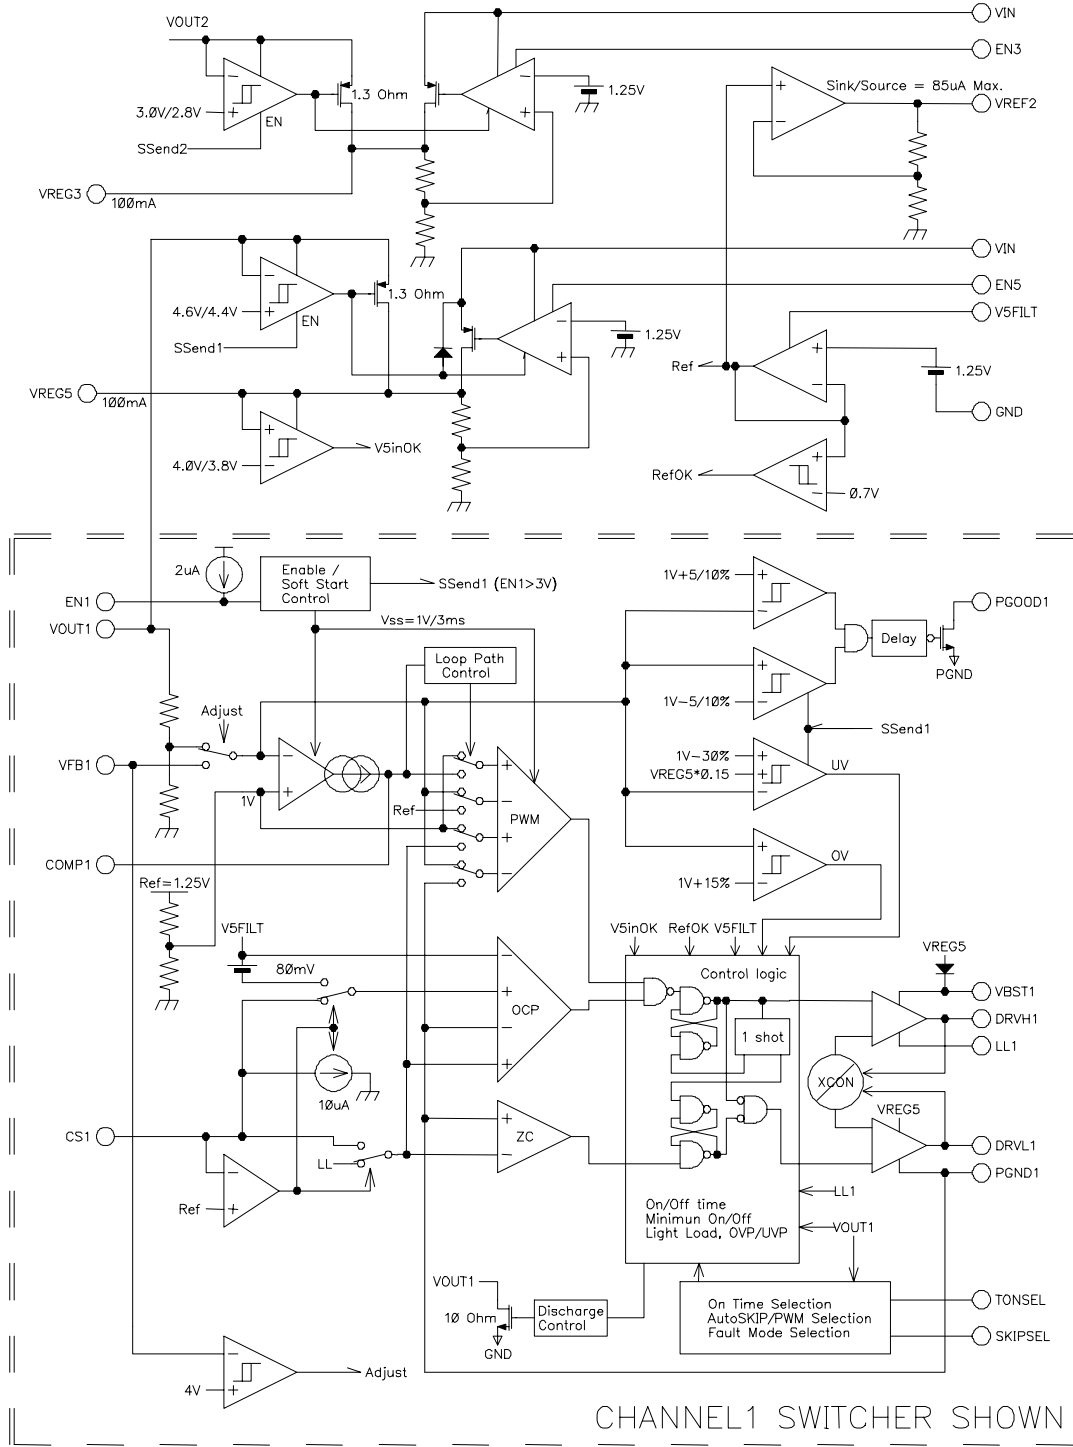 VIN
VOUT2
EN3
1.3 Ohm
1.25V
Sink/Source = 85uA Max.
VREF2
3.0V/2.8V
EN
SSend2
VREG3
100mA
VIN
EN5
1.3 Ohm
4.6V/4.4V
EN
V5FILT
1.25V
SSend1
Ref
1.25V
VREG5
100mA
GND
V5inOK
4.0V/3.8V
RefOK
0.7V
2uA
Enable /
Soft Start
Control
SSend1 (EN1>3V)
1V+5/10%
EN1
PGOOD1
VOUT1
Vss=1V/3ms
Delay
Loop Path
Control
PGND
1V-5/10%
Adjust
SSend1
1V-30%
VFB1
VREG5*0.15
UV
1V
Ref
PWM
COMP1
OV
Ref=1.25V
1V+15%
V5FILT
V5inOK
RefOK
V5FILT
VREG5
80mV
Control logic
VBST1
OCP
DRVH1
1 shot
LL1
XCON
10uA
VREG5
CS1
ZC
DRVL1
LL
PGND1
LL1
Ref
On/Off time
Minimun On/Off
Light Load, OVP/UVP
VOUT1
VOUT1
10 Ohm
Discharge
Control
On Time Selection
AutoSKIP/PWM Selection
Fault Mode Selection
TONSEL
SKIPSEL
GND
Adjust
4V
CHANNEL1 SWITCHER SHOWN